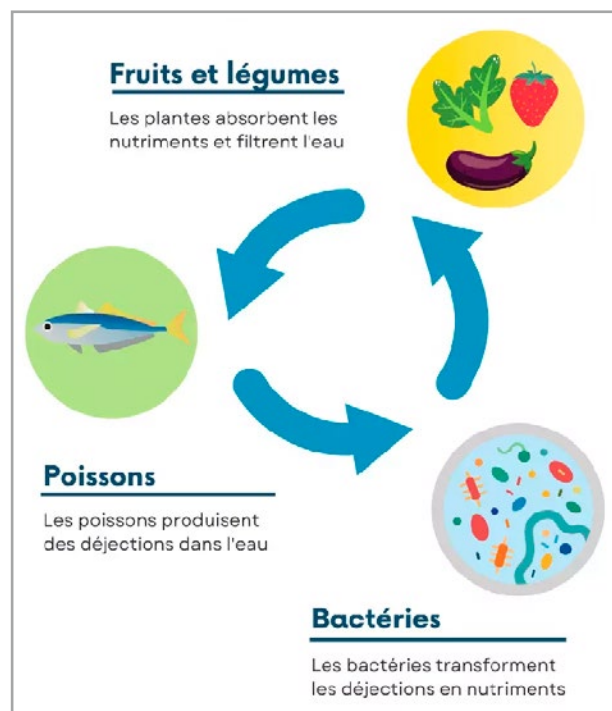 Fruits et légumes
Les plantes absorbent les
nutriments et filtrent l'eau
Poissons
Les poissons produisent
des déjections dans l'eau
Bactéries
Les bactéries transforment
les déjections en nutriments